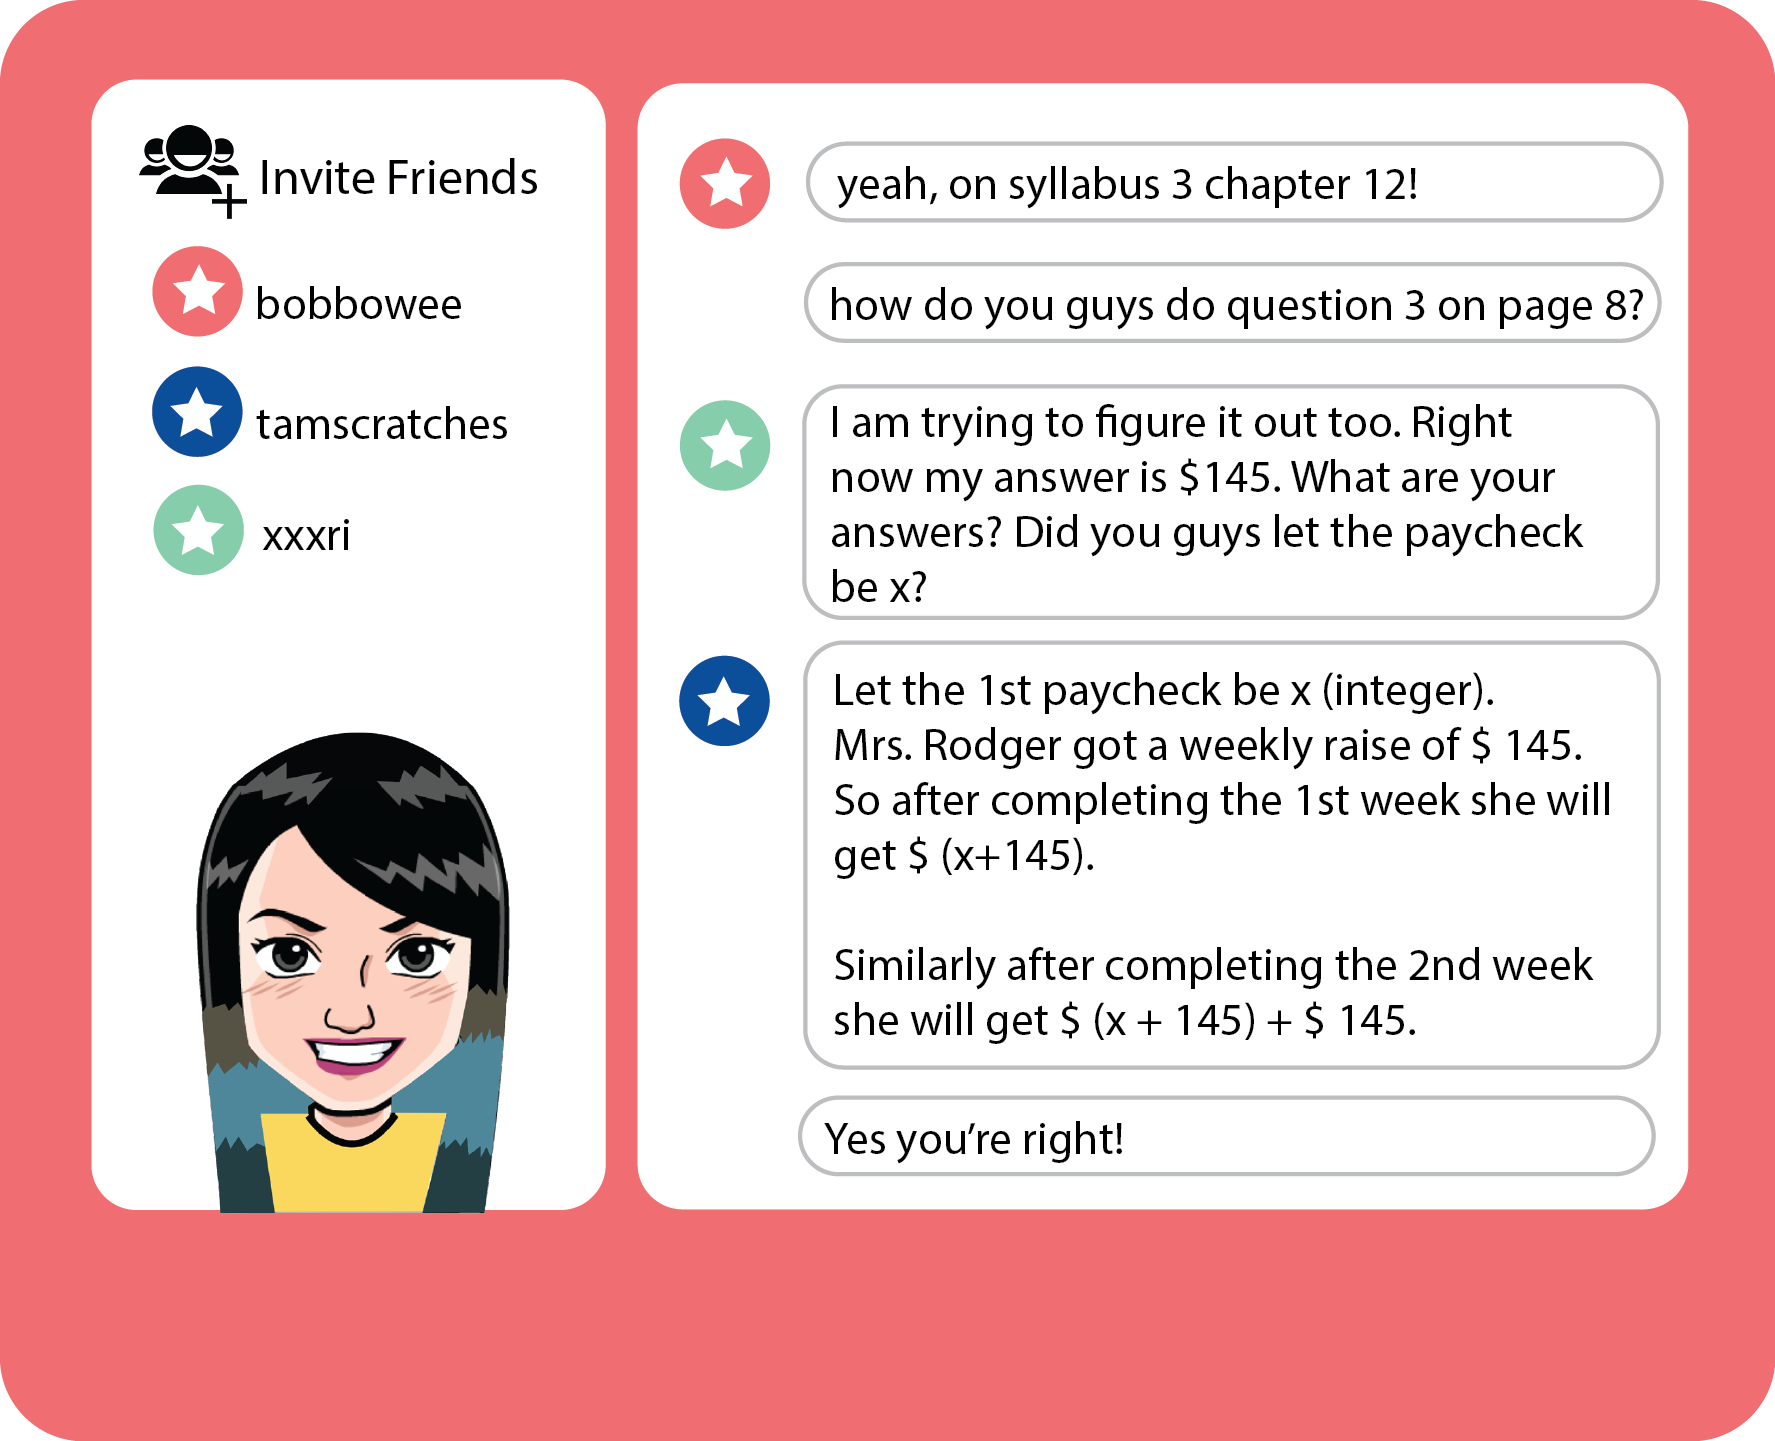 Invite Friends
bobbowee
tamscratches
xxxri
yeah, on syllabus 3 chapter 12!
how do you guys do question 3 on page 8?
I am trying to figure it out too. Right
now my answer is $145. What are your
answers? Did you guys let the paycheck
be x?
Let the 1st paycheck be x (integer).
Mrs. Rodger got a weekly raise of $ 145.
So after completing the 1st week she will
get $ (x+145).
Similarly after completing the 2nd week
she will get $ (x + 145) + $ 145.
Yes you’re right!